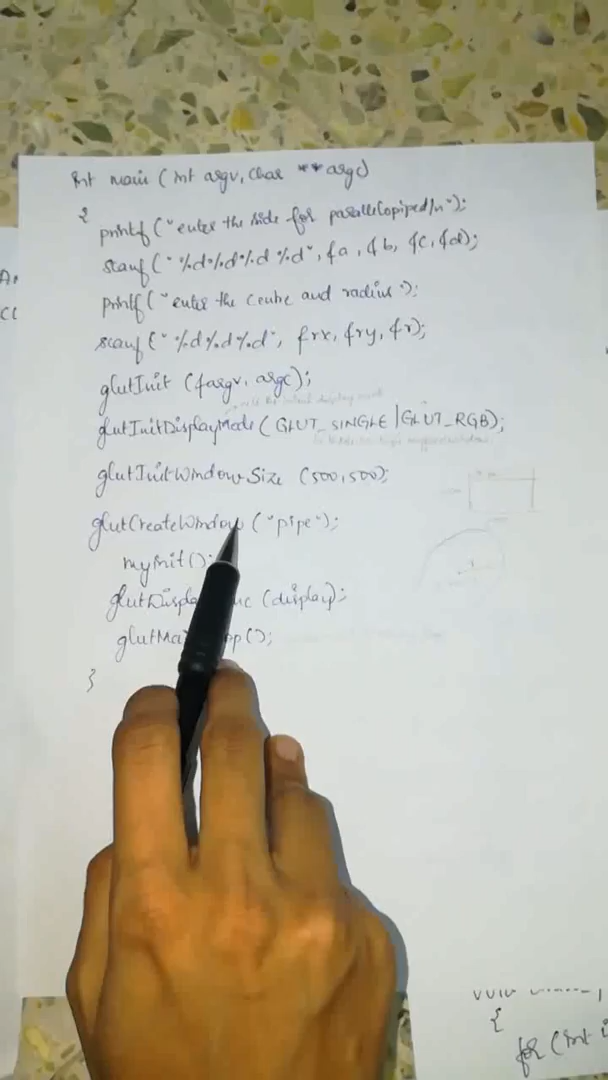 int main (int argv, char **argc)
{
printf("enter the side for parallelopiped/n");
scanf("%d%d%d %d", &a, &b, &c, &d);
printf("enter the centre and radius");
scanf("%d%d%d", &rx, &ry, &r);
glutInit (&argv, argc);
glutInitDisplayMode (GLUT_SINGLE | GLUT_RGB);
glutInitWindowSize (500,500);
glutCreateWindow ("pipe");
myinit();
(display);
();
}
{
for (int i